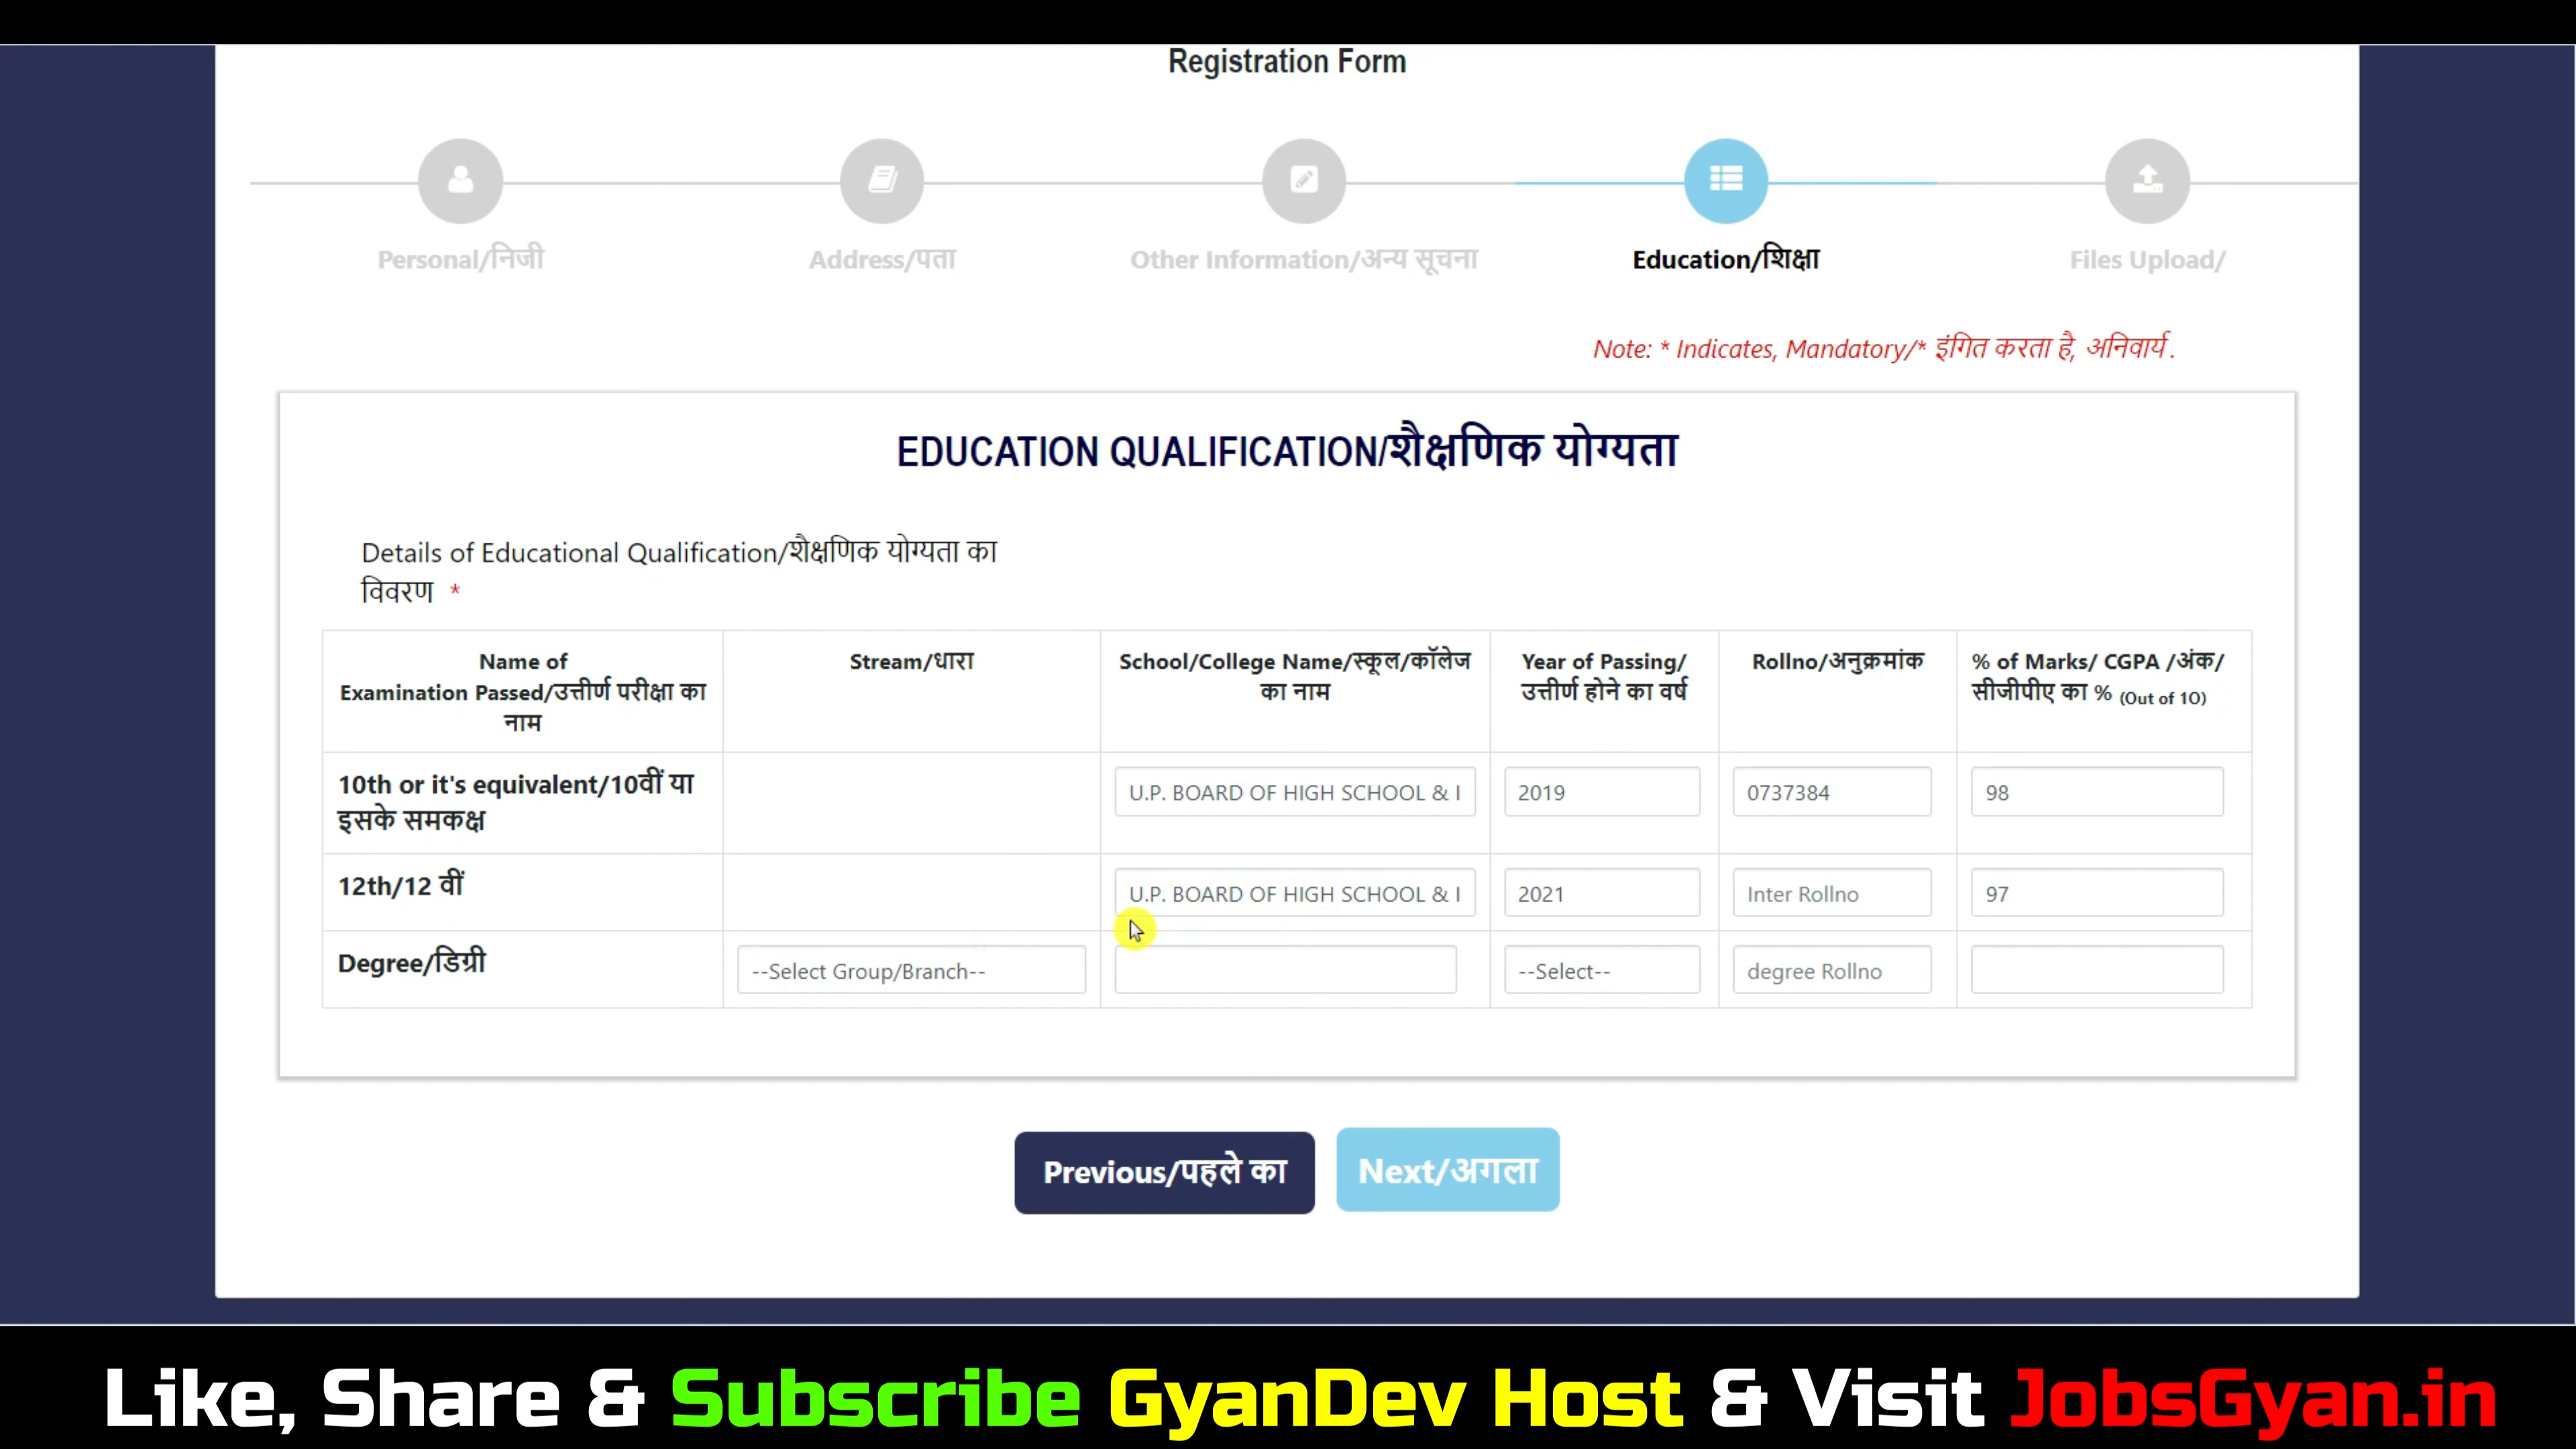 Registration Form
Personal/निजी
Address/पता
Other Information/अन्य सूचना
Education/शिक्षा
Files Upload/
Note: * Indicates, Mandatory/* इंगित करता है, अनिवार्य .
EDUCATION QUALIFICATION/शैक्षणिक योग्यता
Details of Educational Qualification/शैक्षणिक योग्यता का
विवरण *
Name of
Examination Passed/उत्तीर्ण परीक्षा का
नाम
Stream/धारा
School/College Name/स्कूल/कॉलेज
का नाम
Year of Passing/
उत्तीर्ण होने का वर्ष
Rollno/अनुक्रमांक
% of Marks/ CGPA /अंक/
सीजीपीए का % (Out of 10)
10th or it's equivalent/10वीं या
इसके समकक्ष
U.P. BOARD OF HIGH SCHOOL & I
2019
0737384
98
12th/12 वीं
U.P. BOARD OF HIGH SCHOOL & I
2021
Inter Rollno
97
Degree/डिग्री
--Select Group/Branch--
--Select--
degree Rollno
Previous/पहले का
Next/अगला
Like, Share & Subscribe GyanDev Host & Visit JobsGyan.in